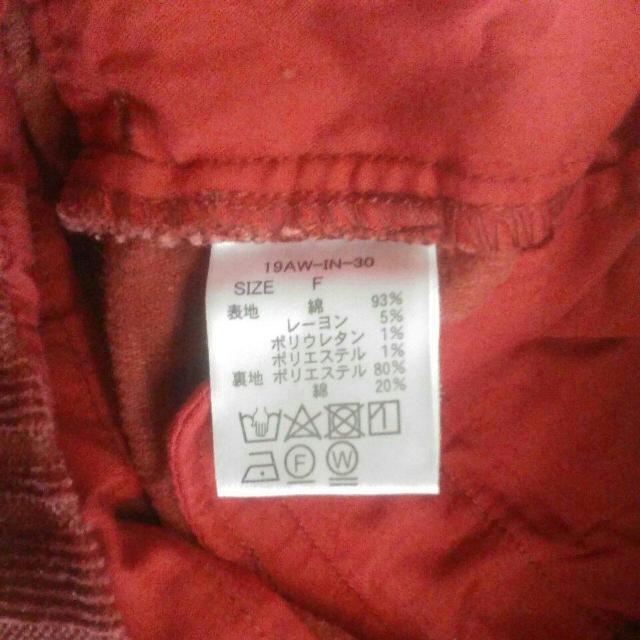 19AW-IN-30
SIZE F
表地 綿 93%
レーヨン 5%
ポリウレタン 1%
ポリエステル 1%
裏地 ポリエステル 80%
綿 20%
F W